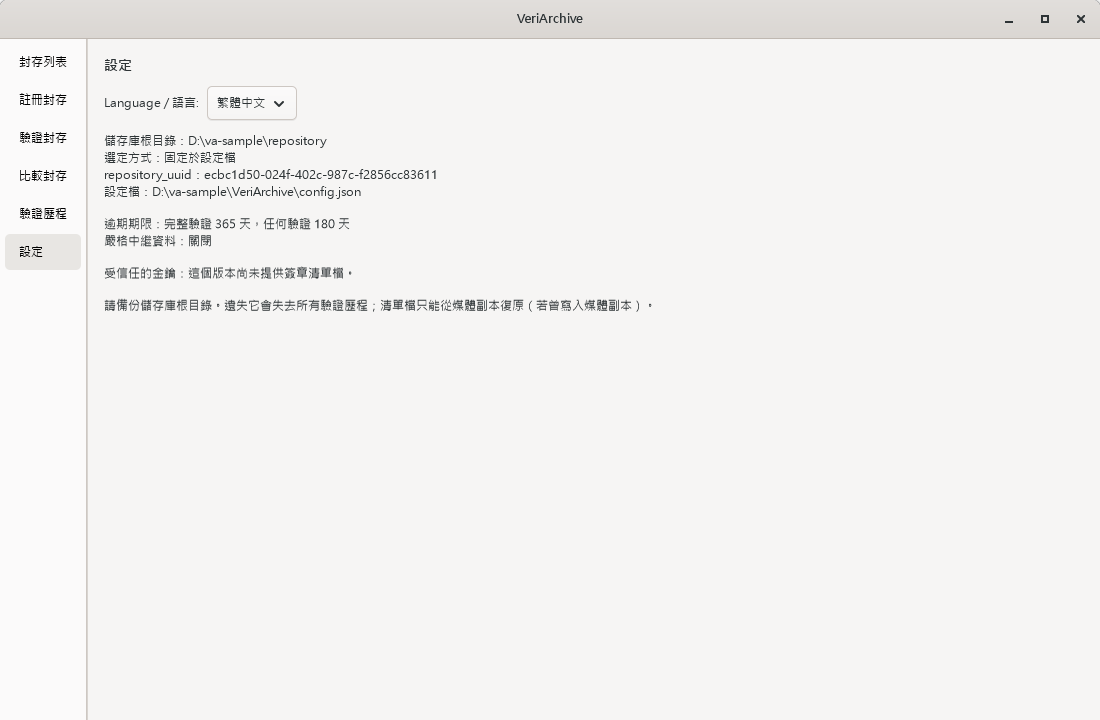 VeriArchive
封存列表
註冊封存
驗證封存
比較封存
驗證歷程
設定
設定
Language / 語言:
繁體中文
儲存庫根目錄：D:\va-sample\repository
選定方式：固定於設定檔
repository_uuid：ecbc1d50-024f-402c-987c-f2856cc83611
設定檔：D:\va-sample\VeriArchive\config.json
逾期期限：完整驗證 365 天，任何驗證 180 天
嚴格中繼資料：關閉
受信任的金鑰：這個版本尚未提供簽章清單檔。
請備份儲存庫根目錄。遺失它會失去所有驗證歷程；清單檔只能從媒體副本復原（若曾寫入媒體副本）。